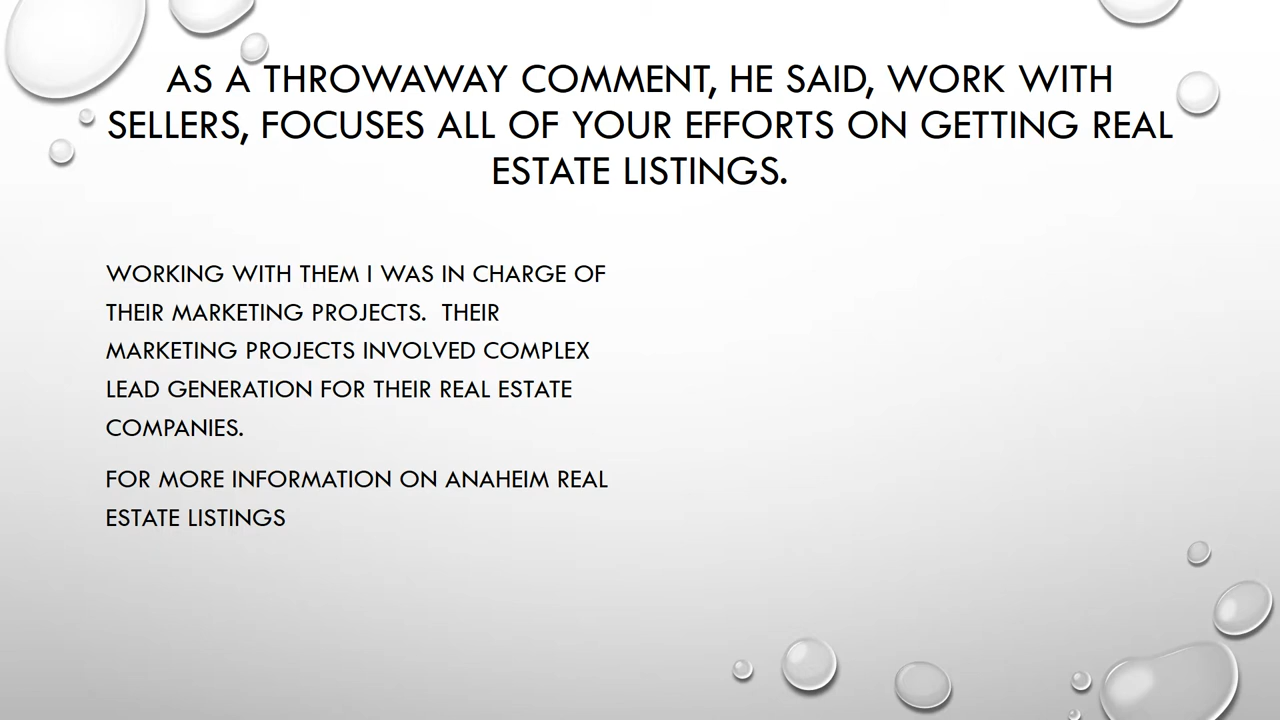 AS A THROWAWAY COMMENT, HE SAID, WORK WITH
SELLERS, FOCUSES ALL OF YOUR EFFORTS ON GETTING REAL
ESTATE LISTINGS.
WORKING WITH THEM I WAS IN CHARGE OF
THEIR MARKETING PROJECTS.  THEIR
MARKETING PROJECTS INVOLVED COMPLEX
LEAD GENERATION FOR THEIR REAL ESTATE
COMPANIES.
FOR MORE INFORMATION ON ANAHEIM REAL
ESTATE LISTINGS